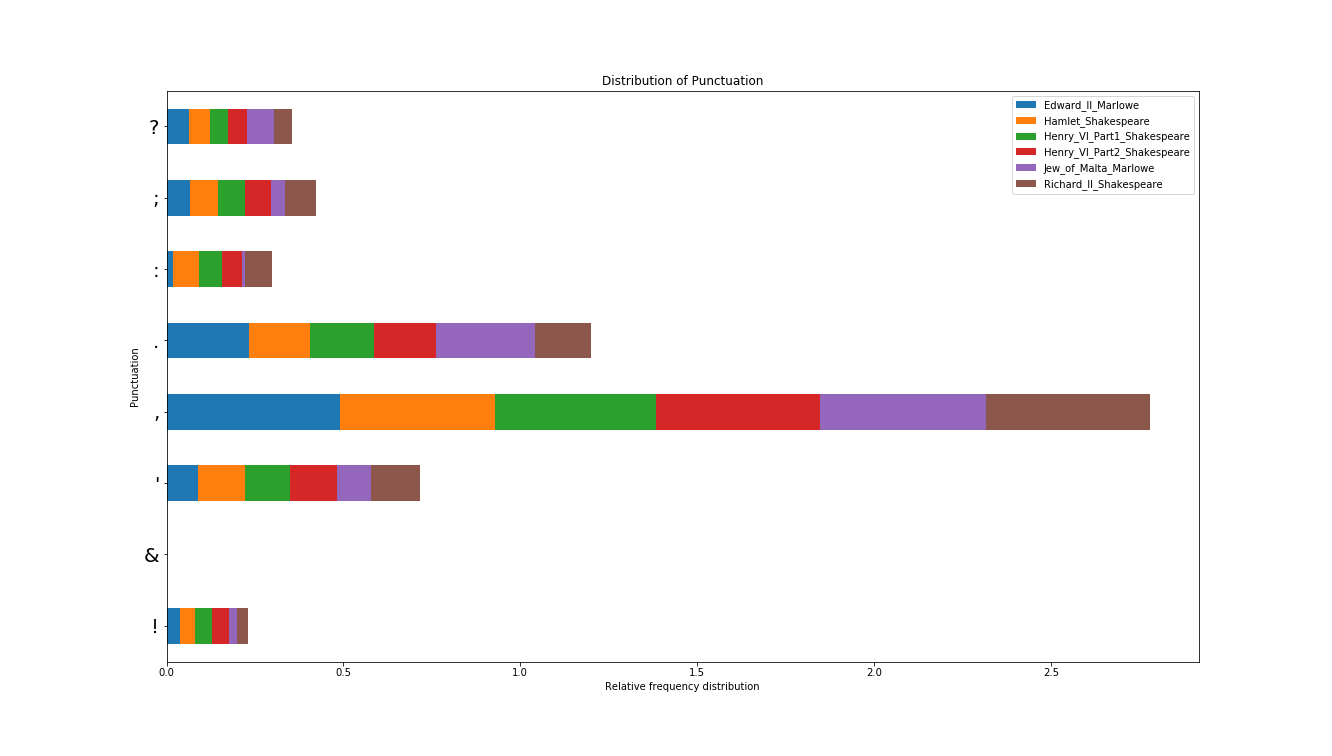 Distribution of Punctuation
Edward_II_Marlowe
Hamlet_Shakespeare
Henry_VI_Part1_Shakespeare
Henry_VI_Part2_Shakespeare
Jew_of_Malta_Marlowe
Richard_II_Shakespeare
?
;
:
.
,
'
&
!
Punctuation
0.0 0.5 1.0 1.5 2.0 2.5
Relative frequency distribution